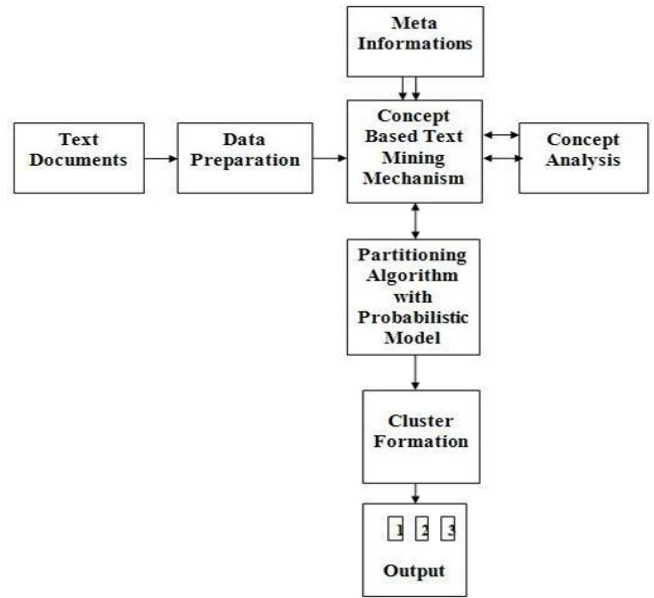 Meta
Informations
Text
Documents
Data
Preparation
Concept
Based Text
Mining
Mechanism
Concept
Analysis
Partitioning
Algorithm
with
Probabilistic
Model
Cluster
Formation
1 2 3
Output